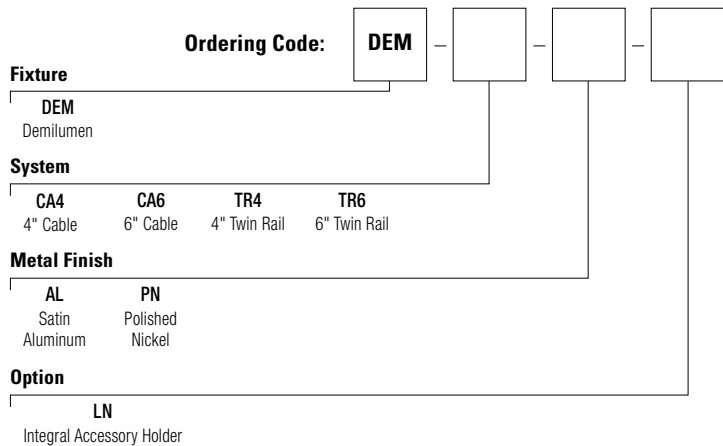 Ordering Code: DEM – – –
Fixture
DEM
Demilumen
System
CA4 CA6 TR4 TR6
4" Cable 6" Cable 4" Twin Rail 6" Twin Rail
Metal Finish
AL PN
Satin Polished
Aluminum Nickel
Option
LN
Integral Accessory Holder